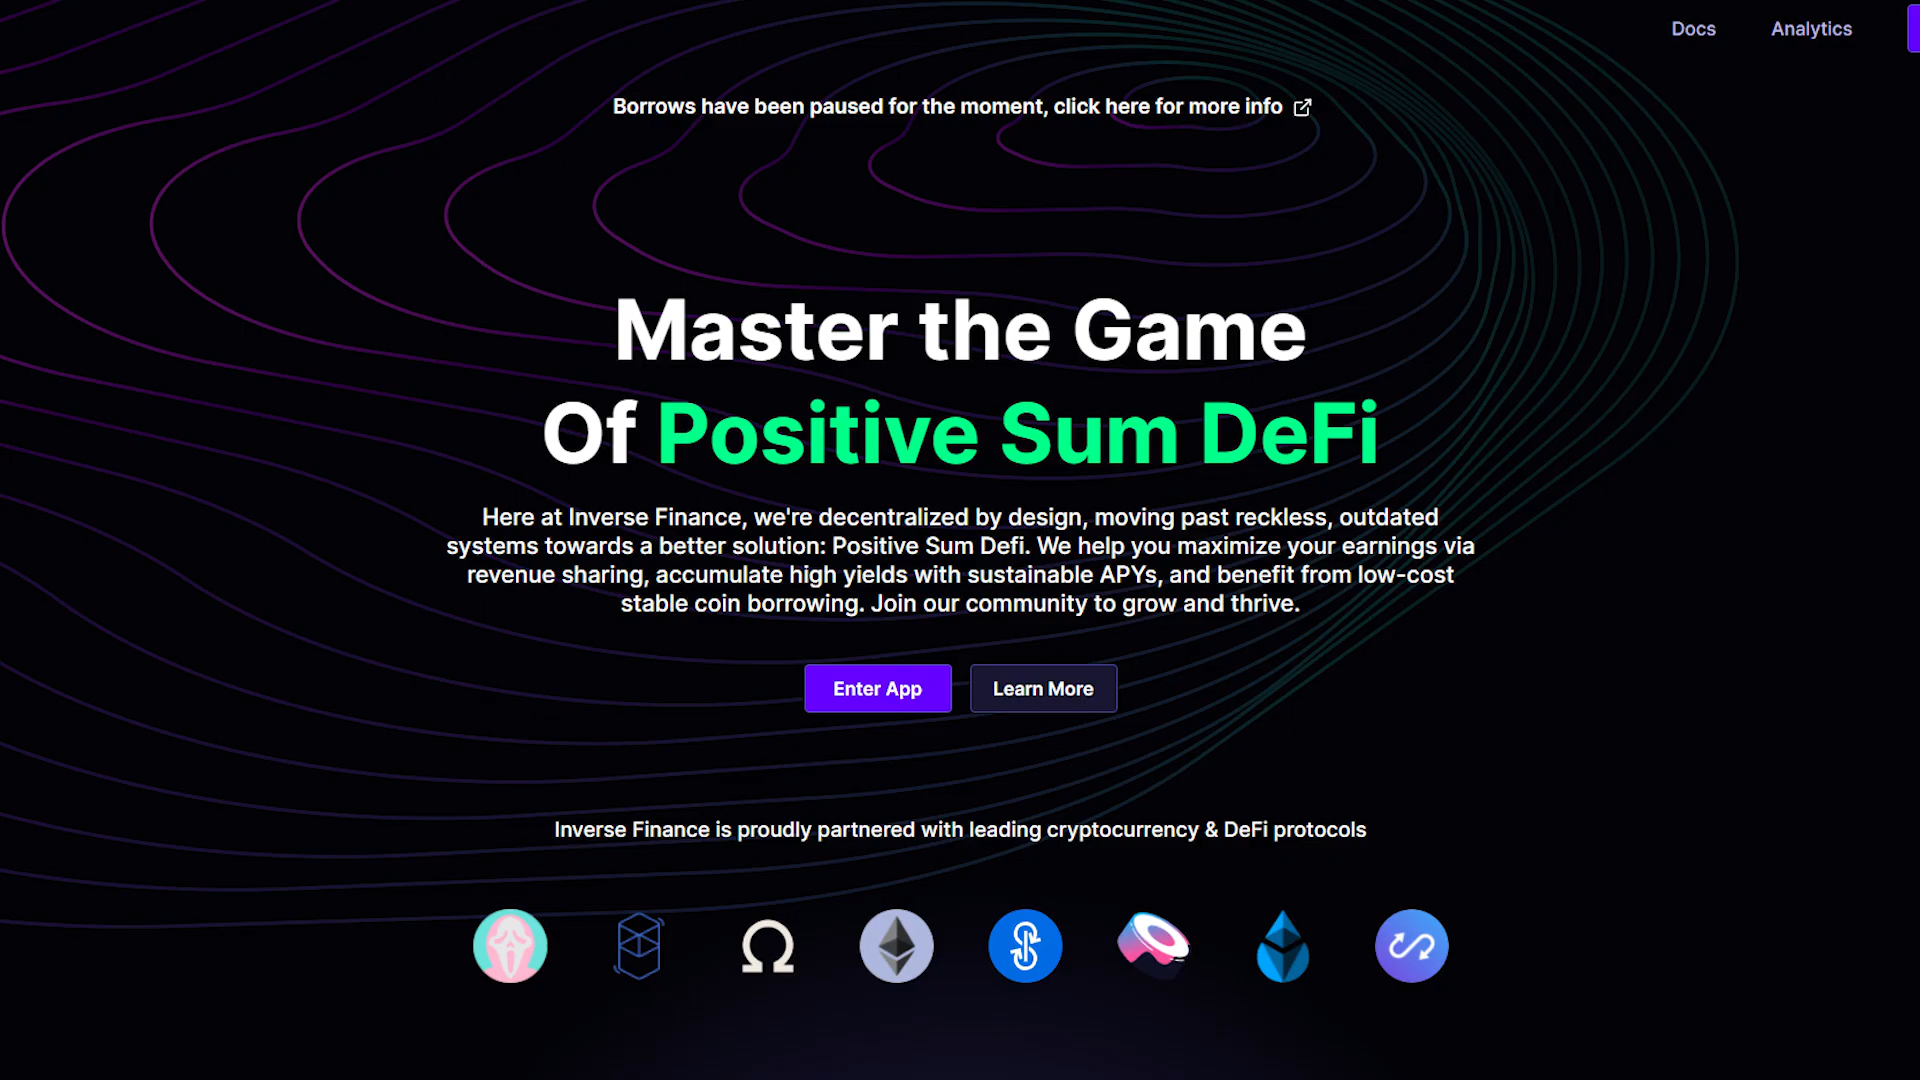 Docs Analytics
Borrows have been paused for the moment, click here for more info
Master the Game
Of Positive Sum DeFi
Here at Inverse Finance, we're decentralized by design, moving past reckless, outdated
systems towards a better solution: Positive Sum Defi. We help you maximize your earnings via
revenue sharing, accumulate high yields with sustainable APYs, and benefit from low-cost
stable coin borrowing. Join our community to grow and thrive.
Enter App Learn More
Inverse Finance is proudly partnered with leading cryptocurrency & DeFi protocols